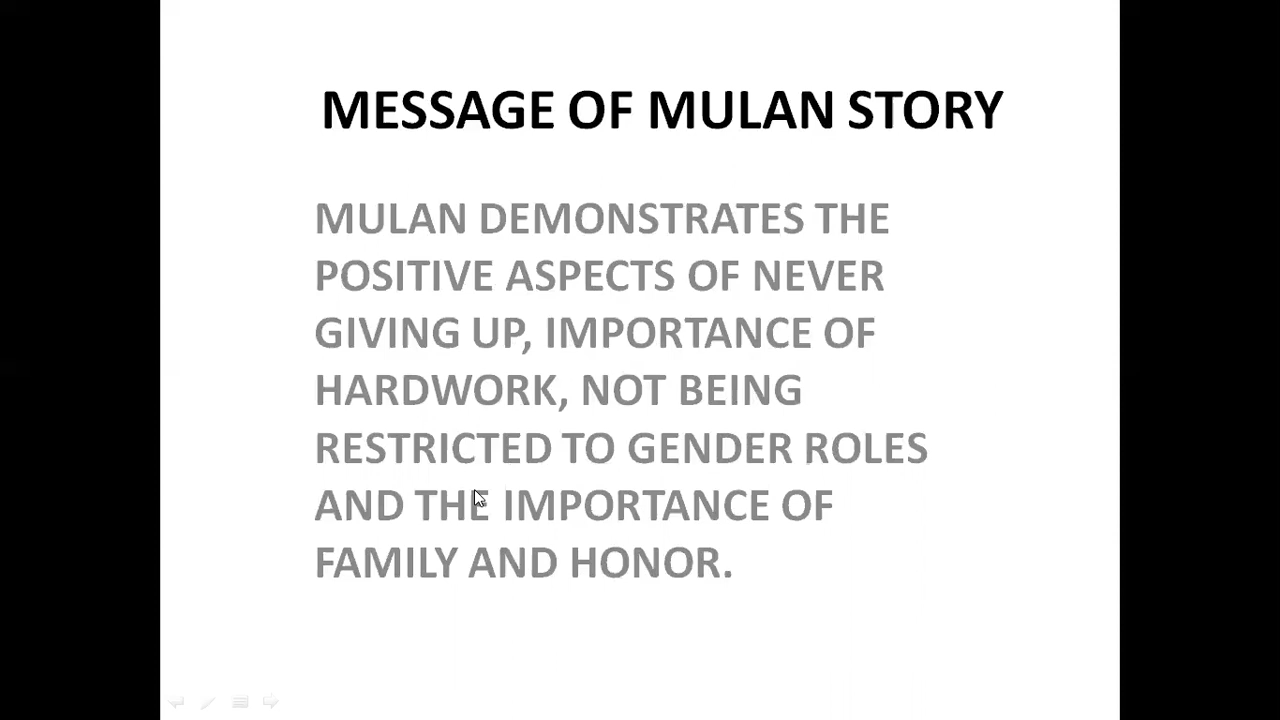 MESSAGE OF MULAN STORY
MULAN DEMONSTRATES THE
POSITIVE ASPECTS OF NEVER
GIVING UP, IMPORTANCE OF
HARDWORK, NOT BEING
RESTRICTED TO GENDER ROLES
AND THE IMPORTANCE OF
FAMILY AND HONOR.